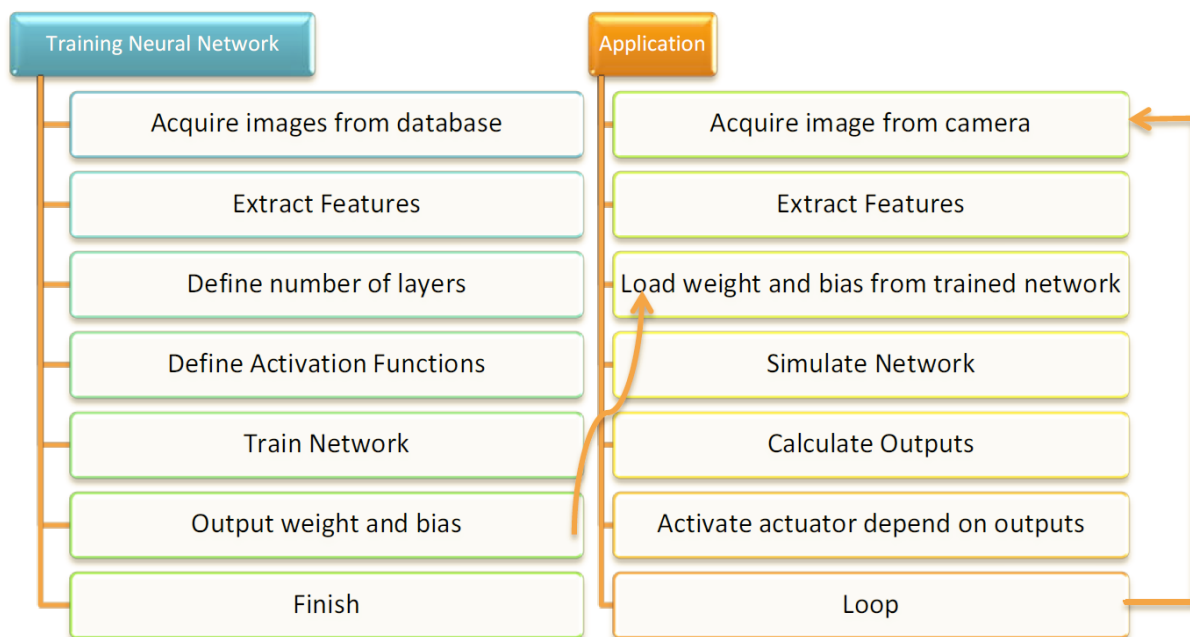 Training Neural Network
Acquire images from database
Extract Features
Define number of layers
Define Activation Functions
Train Network
Output weight and bias
Finish
Application
Acquire image from camera
Extract Features
Load weight and bias from trained network
Simulate Network
Calculate Outputs
Activate actuator depend on outputs
Loop